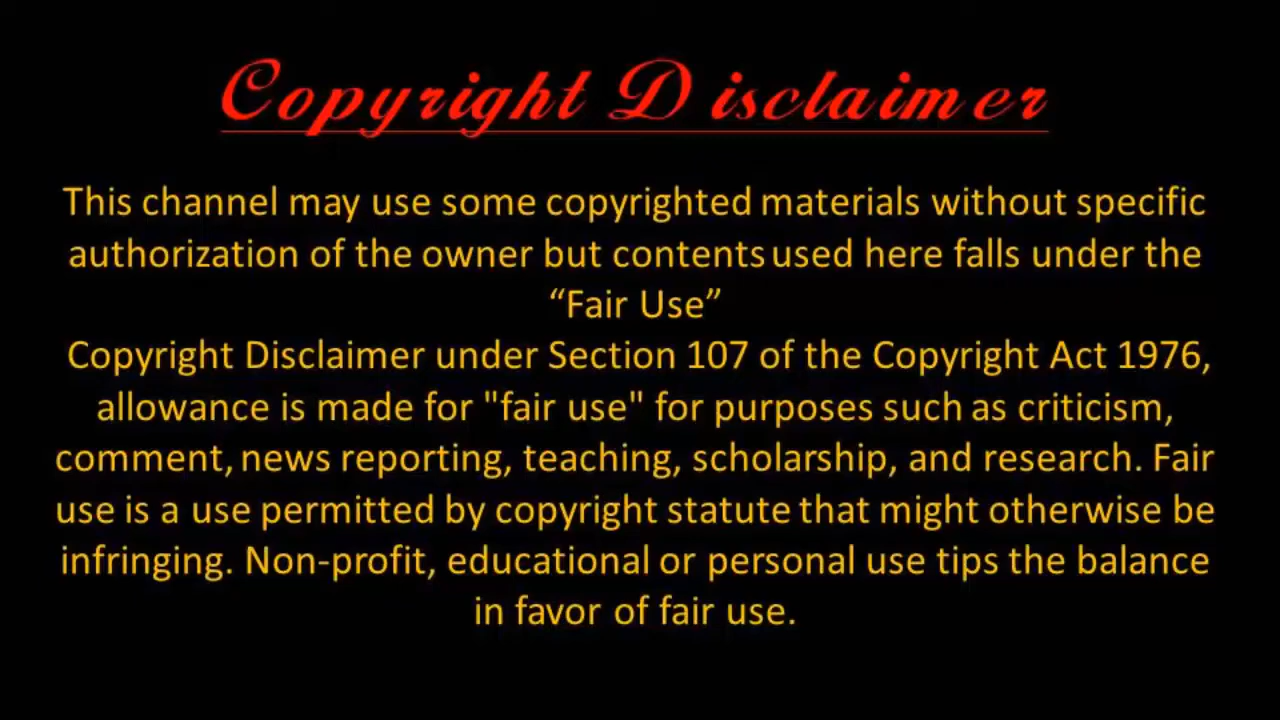 Copyright Disclaimer
This channel may use some copyrighted materials without specific
authorization of the owner but contents used here falls under the
“Fair Use”
Copyright Disclaimer under Section 107 of the Copyright Act 1976,
allowance is made for "fair use" for purposes such as criticism,
comment, news reporting, teaching, scholarship, and research. Fair
use is a use permitted by copyright statute that might otherwise be
infringing. Non-profit, educational or personal use tips the balance
in favor of fair use.